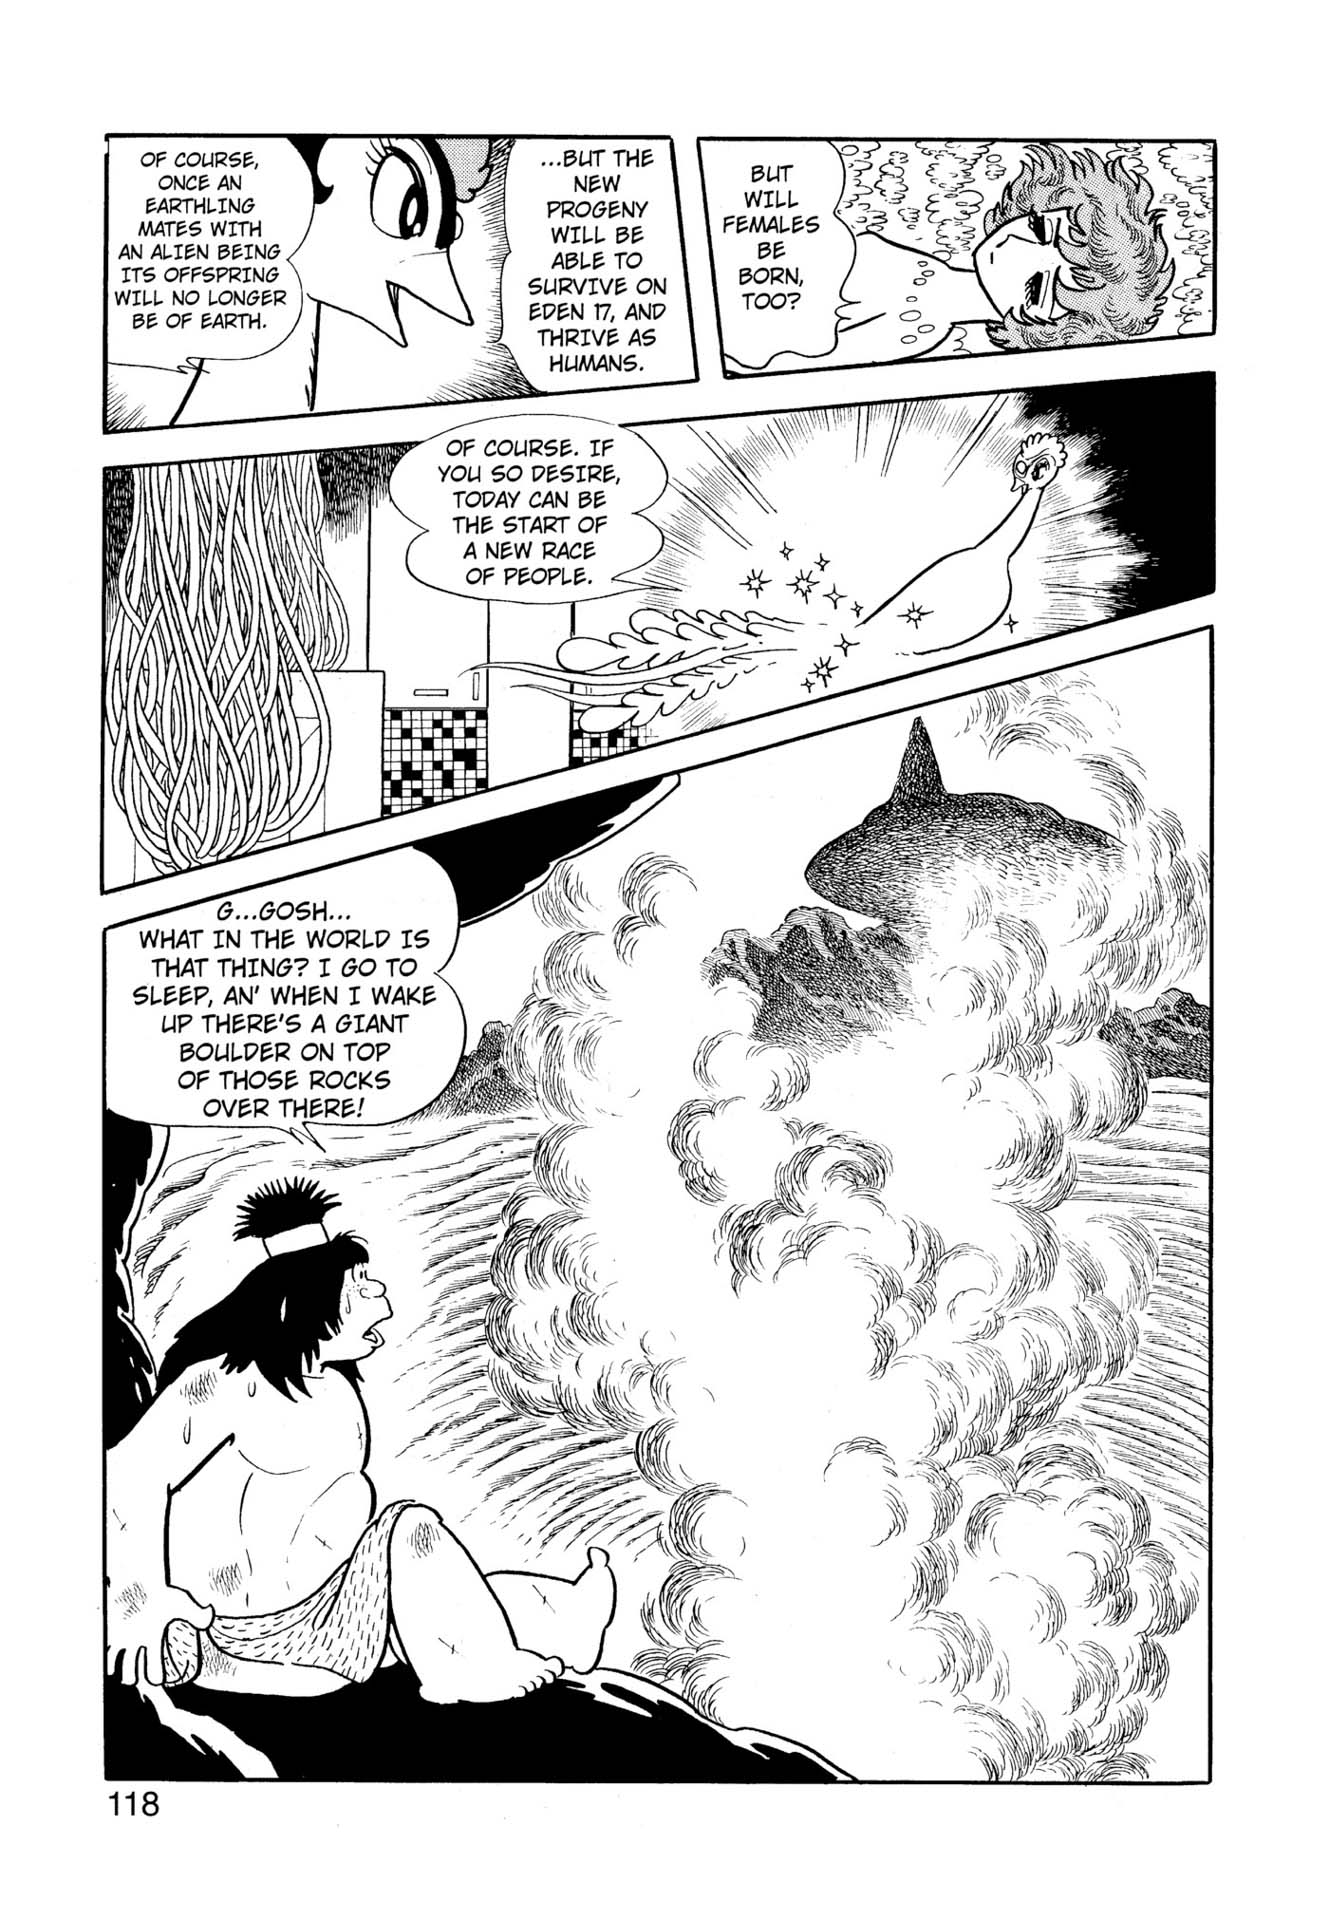 OF COURSE,
ONCE AN
EARTHLING
MATES WITH
AN ALIEN BEING
ITS OFFSPRING
WILL NO LONGER
BE OF EARTH.
...BUT THE
NEW
PROGENY
WILL BE
ABLE TO
SURVIVE ON
EDEN 17, AND
THRIVE AS
HUMANS.
BUT
WILL
FEMALES
BE
BORN,
TOO?
OF COURSE. IF
YOU SO DESIRE,
TODAY CAN BE
THE START OF
A NEW RACE
OF PEOPLE.
G...GOSH...
WHAT IN THE WORLD IS
THAT THING? I GO TO
SLEEP, AN' WHEN I WAKE
UP THERE'S A GIANT
BOULDER ON TOP
OF THOSE ROCKS
OVER THERE!
118